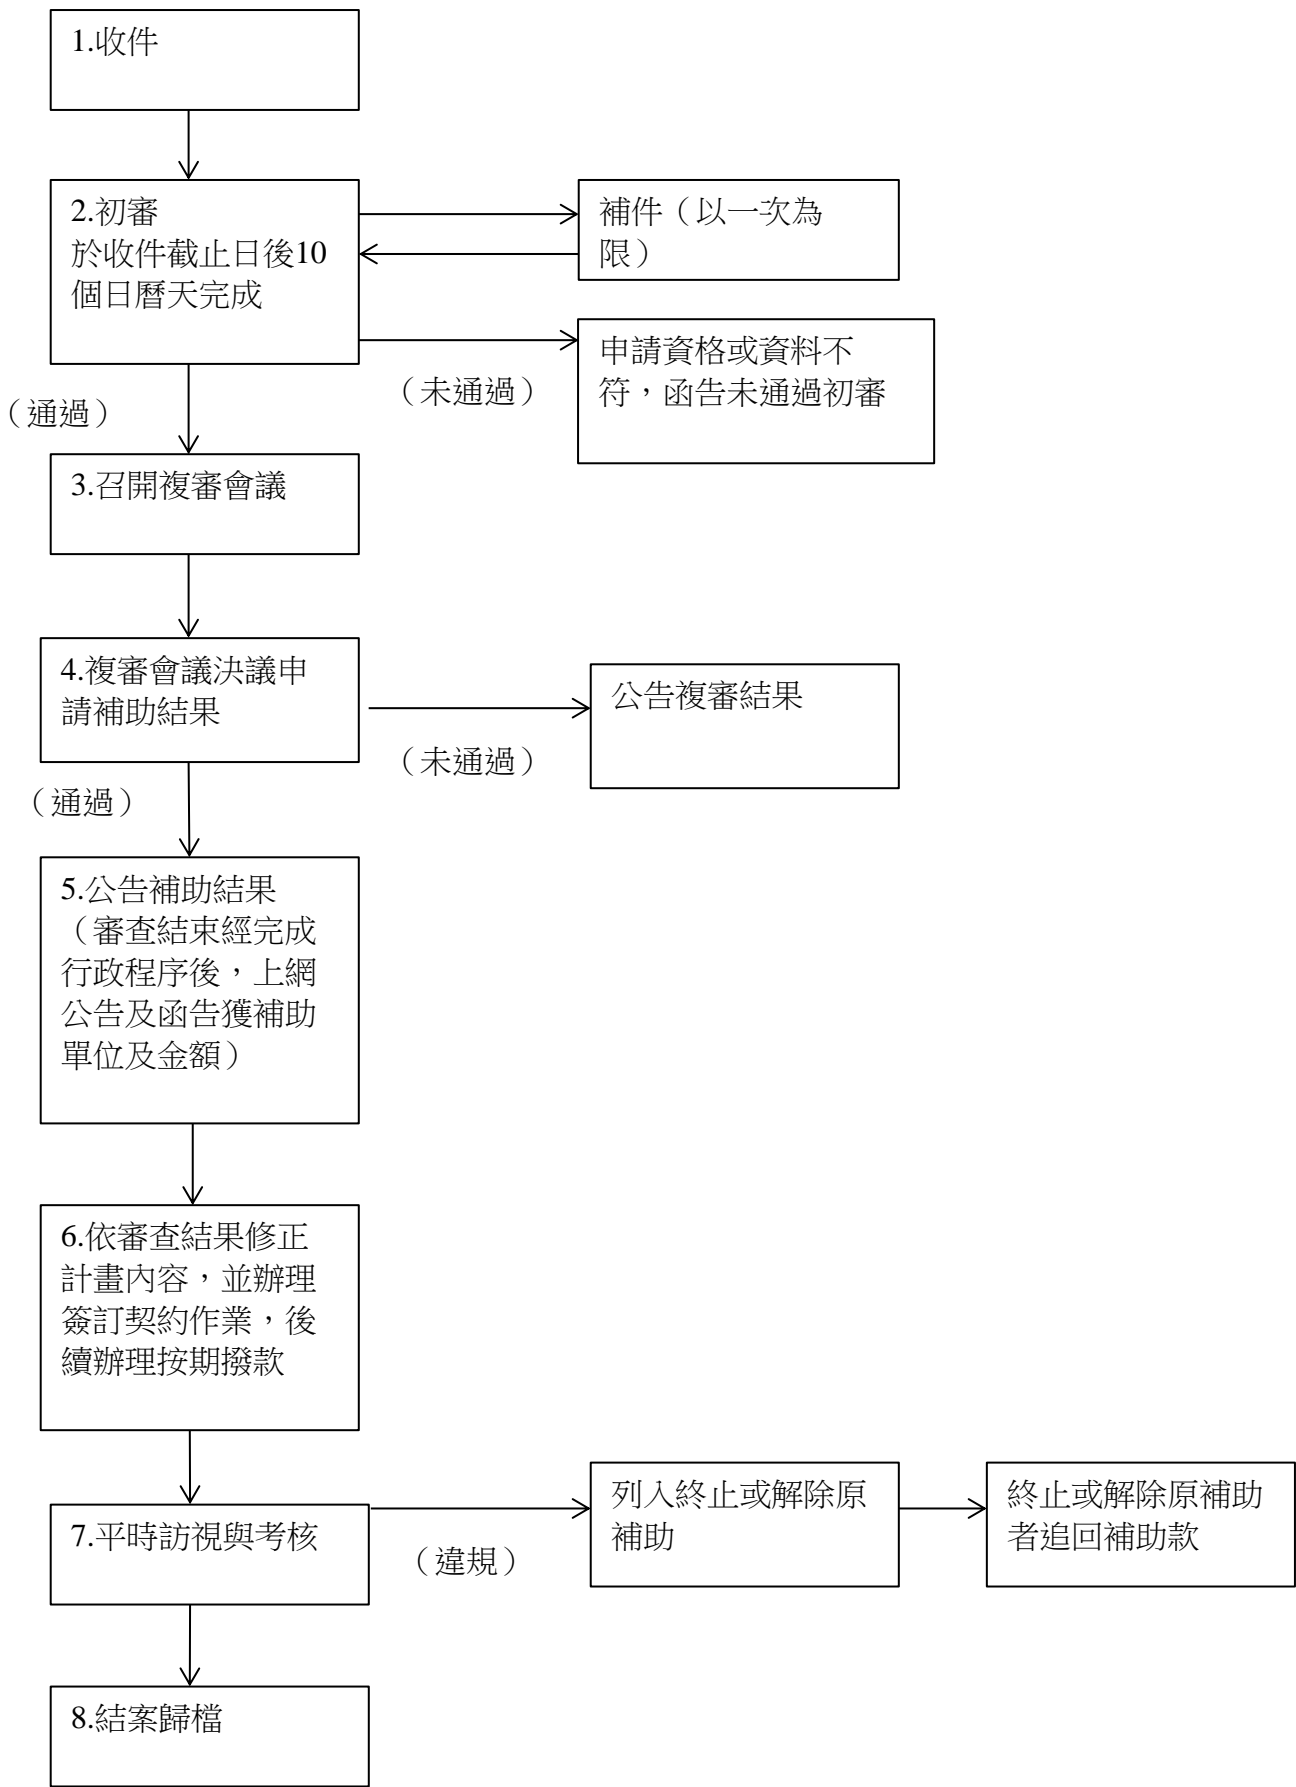 1.收件
2.初審
於收件截止日後10
個日曆天完成
補件（以一次為
限）
申請資格或資料不
符，函告未通過初審
（未通過）
（通過）
3.召開複審會議
4.複審會議決議申
請補助結果
公告複審結果
（未通過）
（通過）
5.公告補助結果
（審查結束經完成
行政程序後，上網
公告及函告獲補助
單位及金額）
6.依審查結果修正
計畫內容，並辦理
簽訂契約作業，後
續辦理按期撥款
7.平時訪視與考核
（違規）
列入終止或解除原
補助
終止或解除原補助
者追回補助款
8.結案歸檔